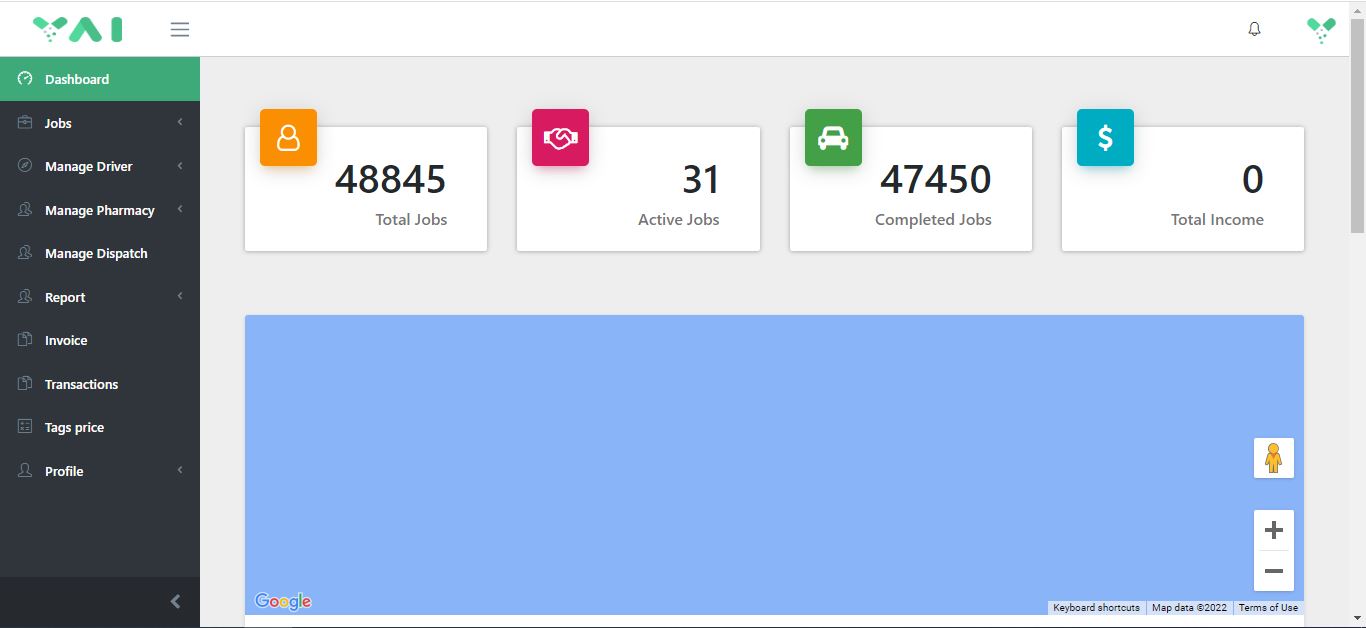 YAI
Dashboard
Jobs
Manage Driver
Manage Pharmacy
Manage Dispatch
Report
Invoice
Transactions
Tags price
Profile
48845
Total Jobs
31
Active Jobs
47450
Completed Jobs
$
0
Total Income
Google
Keyboard shortcuts
Map data ©2022
Terms of Use